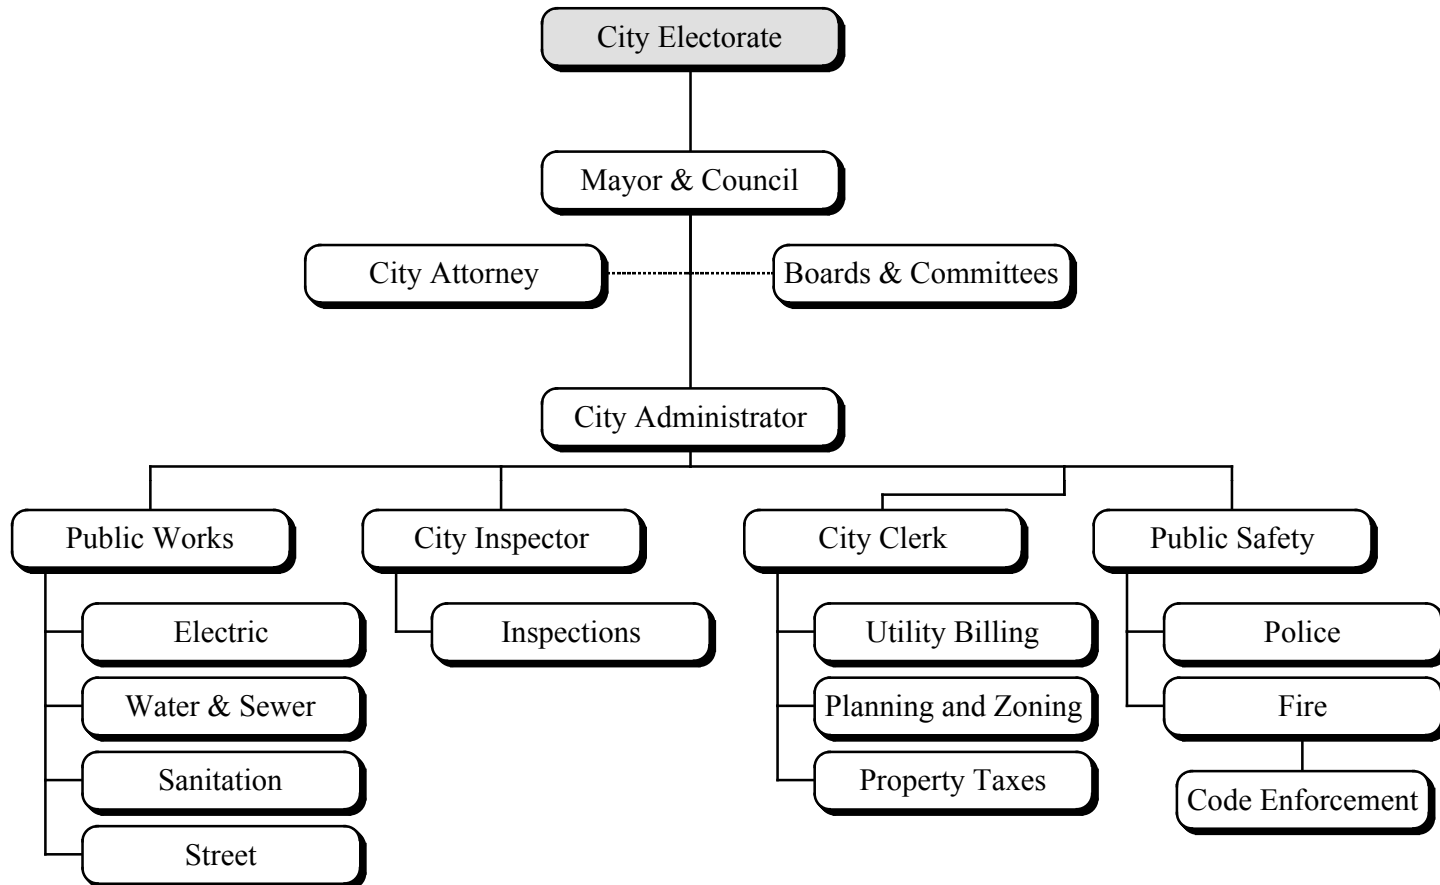 City Electorate
Mayor & Council
City Attorney
Boards & Committees
City Administrator
Public Works
City Inspector
City Clerk
Public Safety
Electric
Inspections
Utility Billing
Police
Water & Sewer
Planning and Zoning
Fire
Sanitation
Property Taxes
Code Enforcement
Street